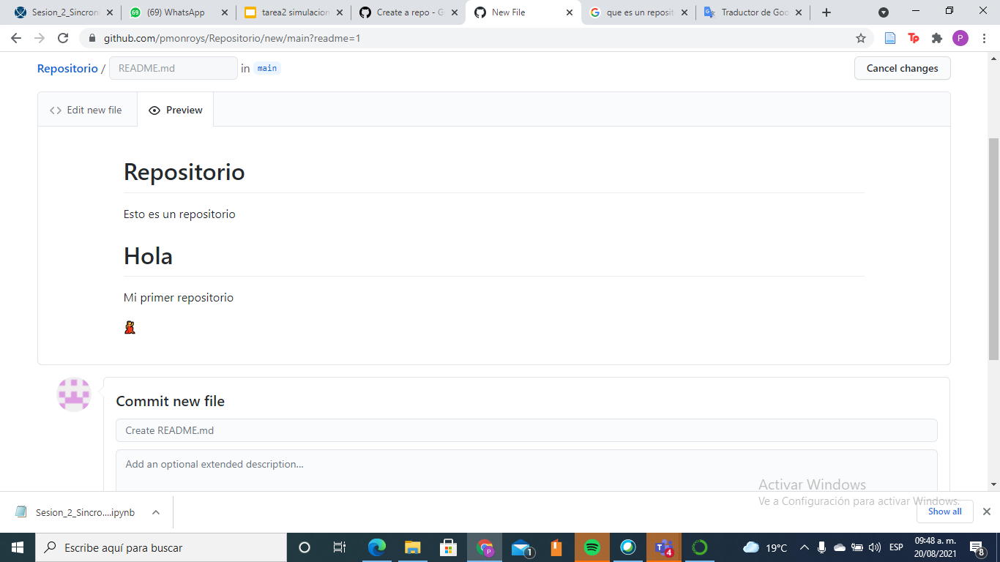 Sesion_2_Sincron
(69) WhatsApp
tarea2 simulacion
Create a repo - G
New File
que es un reposit
Traductor de Goo
github.com/pmonroys/Repositorio/new/main?readme=1
P
Repositorio / README.md in main
Cancel changes
Edit new file
Preview
Repositorio
Esto es un repositorio
Hola
Mi primer repositorio
Commit new file
Create README.md
Add an optional extended description...
Activar Windows
Ve a Configuración para activar Windows.
Sesion_2_Sincro....ipynb
Show all
Escribe aquí para buscar
1
4
19°C
ESP
09:48 a. m.
20/08/2021
8